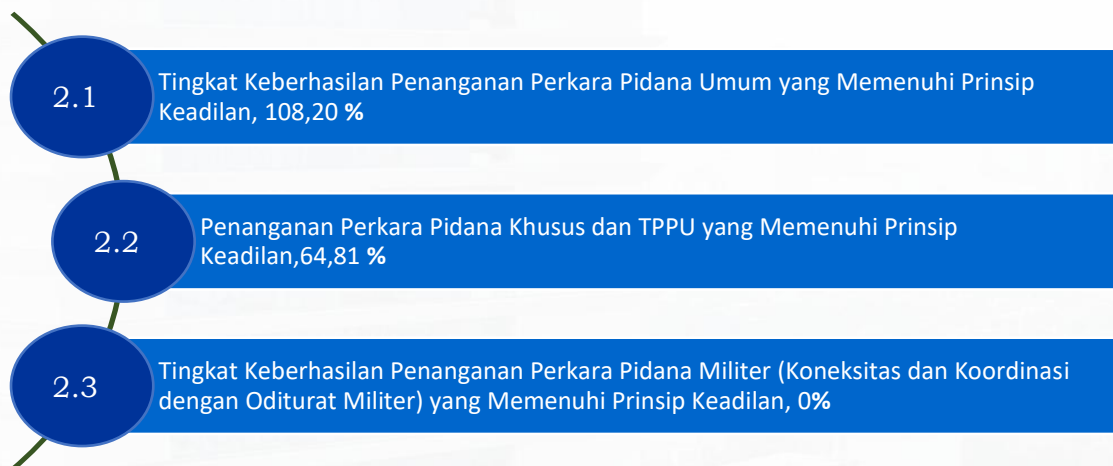 2.1
Tingkat Keberhasilan Penanganan Perkara Pidana Umum yang Memenuhi Prinsip
Keadilan, 108,20 %
2.2
Penanganan Perkara Pidana Khusus dan TPPU yang Memenuhi Prinsip
Keadilan,64,81 %
2.3
Tingkat Keberhasilan Penanganan Perkara Pidana Militer (Koneksitas dan Koordinasi
dengan Oditurat Militer) yang Memenuhi Prinsip Keadilan, 0%